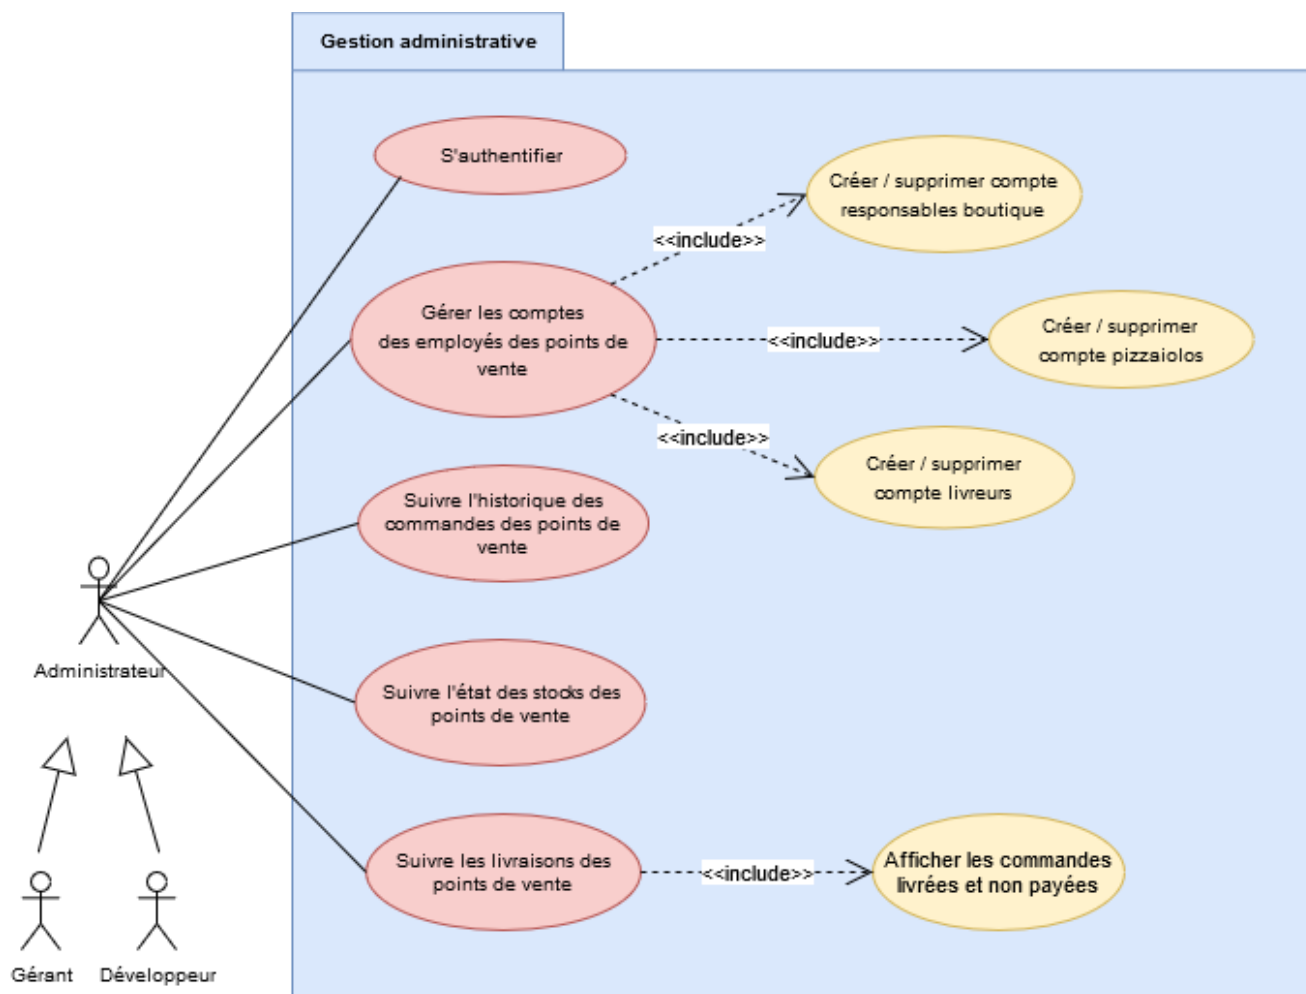 Gestion administrative
S'authentifier
Créer / supprimer compte
responsables boutique
<<include>>
Gérer les comptes
des employés des points de
vente
<<include>>
Créer / supprimer
compte pizzaiolos
<<include>>
Créer / supprimer
compte livreurs
Suivre l'historique des
commandes des points de
vente
Administrateur
Suivre l'état des stocks des
points de vente
Suivre les livraisons des
points de vente
<<include>>
Afficher les commandes
livrées et non payées
Gérant
Développeur